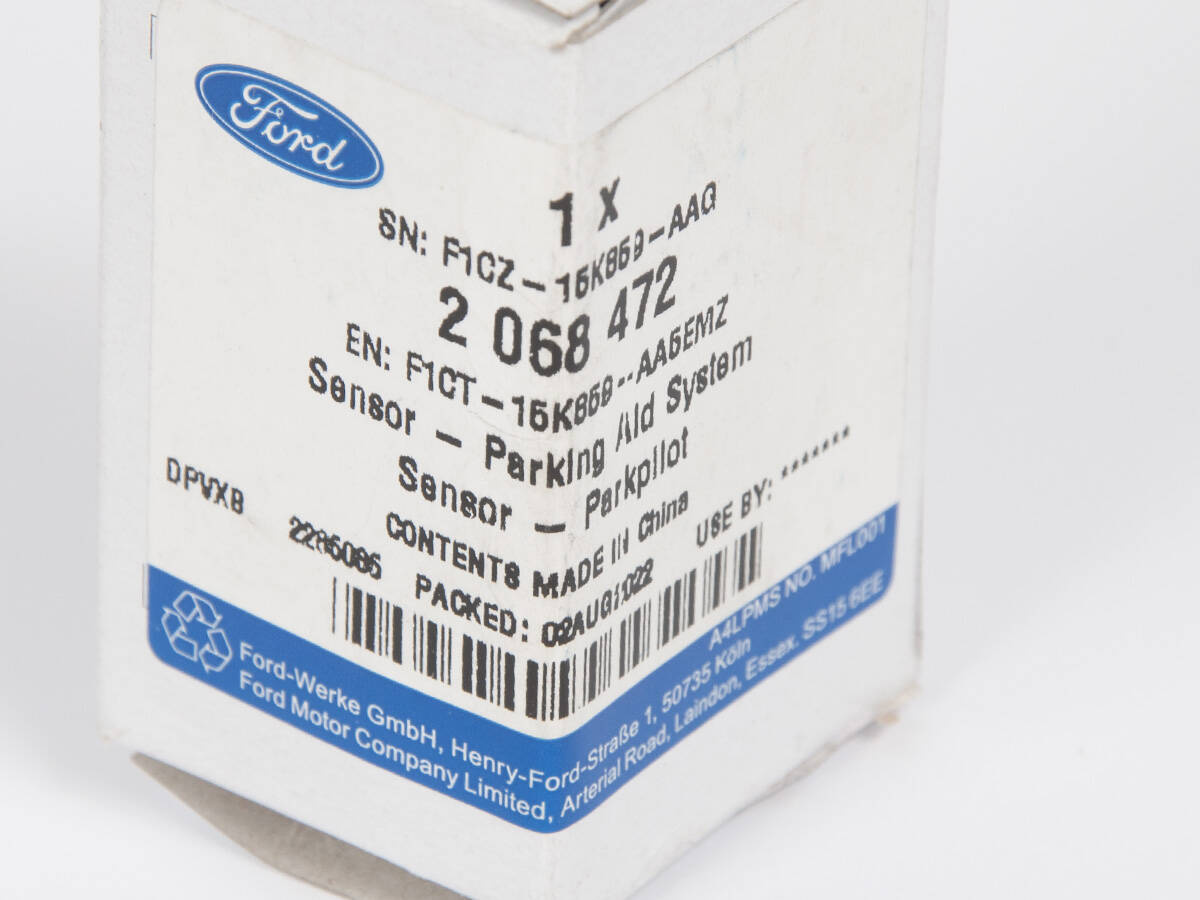 Ford
1 X
SN: F1CZ-15K859-AAG
2 068 472
EN: F1CT-15K859--AA5EMZ
Sensor - Parking Aid System
Sensor - Parkpilot
DPVXB
CONTENTS MADE IN China
USE BY: *******
PACKED:
A4LPMS NO. MFL001
Ford-Werke GmbH, Henry-Ford-Straße 1, 50735 Köln
Ford Motor Company Limited, Arterial Road, Laindon, Essex. SS15 6EE